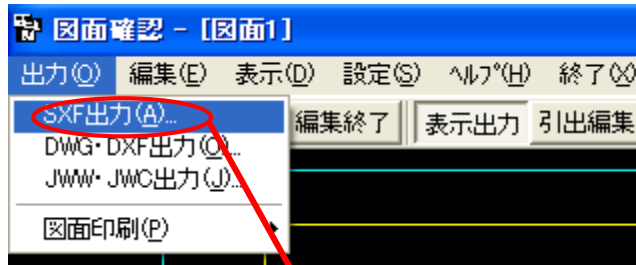 図面確認 - [図面1]
出力(O) 編集(E) 表示(D) 設定(S) ﾍﾙﾌﾟ(H) 終了(X)
SXF出力(A)...
編集終了 表示出力 引出編集
DWG・DXF出力(O)...
JWW・JWC出力(J)...
図面印刷(P)